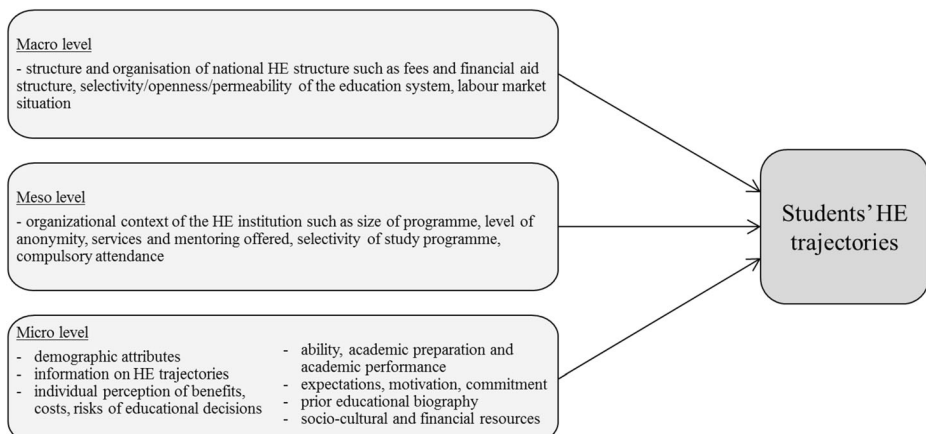 Macro level
- structure and organisation of national HE structure such as fees and financial aid
structure, selectivity/openness/permeability of the education system, labour market
situation
Meso level
- organizational context of the HE institution such as size of programme, level of
anonymity, services and mentoring offered, selectivity of study programme,
compulsory attendance
Students' HE
trajectories
Micro level
- demographic attributes
- information on HE trajectories
- individual perception of benefits,
costs, risks of educational decisions
- ability, academic preparation and
academic performance
- expectations, motivation, commitment
- prior educational biography
- socio-cultural and financial resources